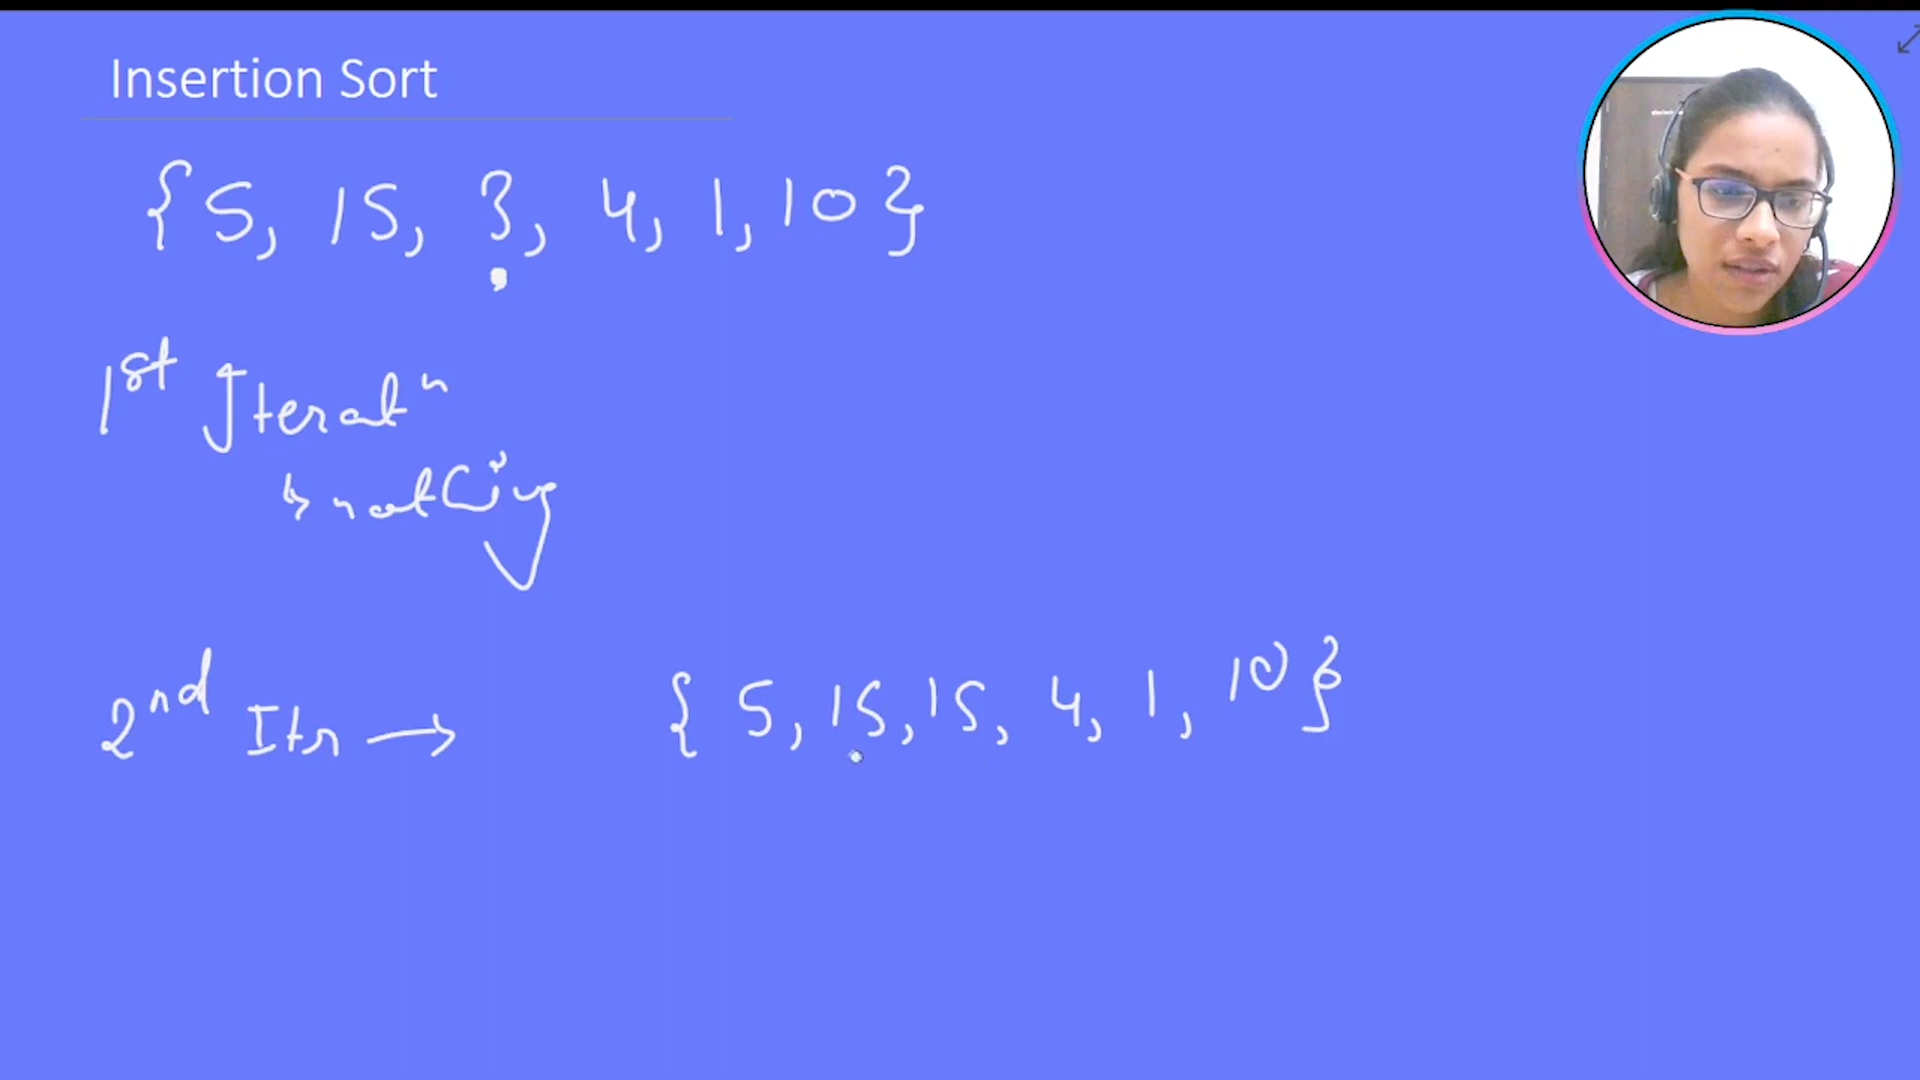 Insertion Sort
{ 5, 15, 3, 4, 1, 10 }
1st Iteratn
2nd Itr →
{ 5, 15, 15, 4, 1, 10 }